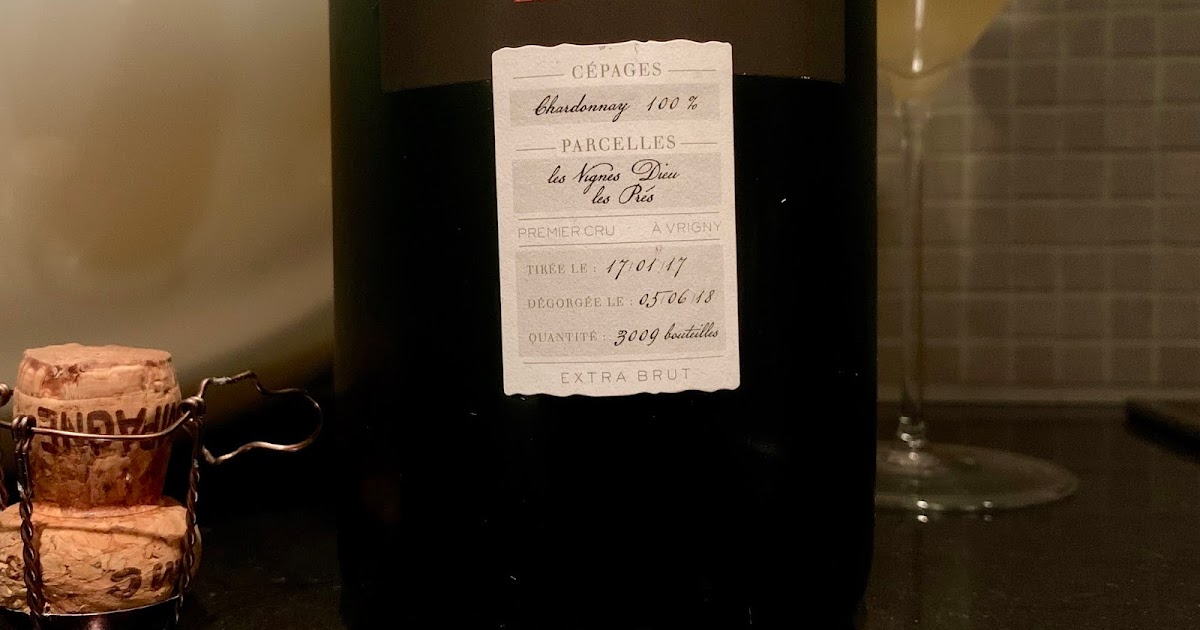 CÉPAGES
Chardonnay 100 %
PARCELLES
les Vignes Dieu
les Prés
PREMIER CRU À VRIGNY
TIRÉE LE : 17/01/17
DÉGORGÉE LE : 05/06/18
QUANTITÉ : 3009 bouteilles
EXTRA BRUT